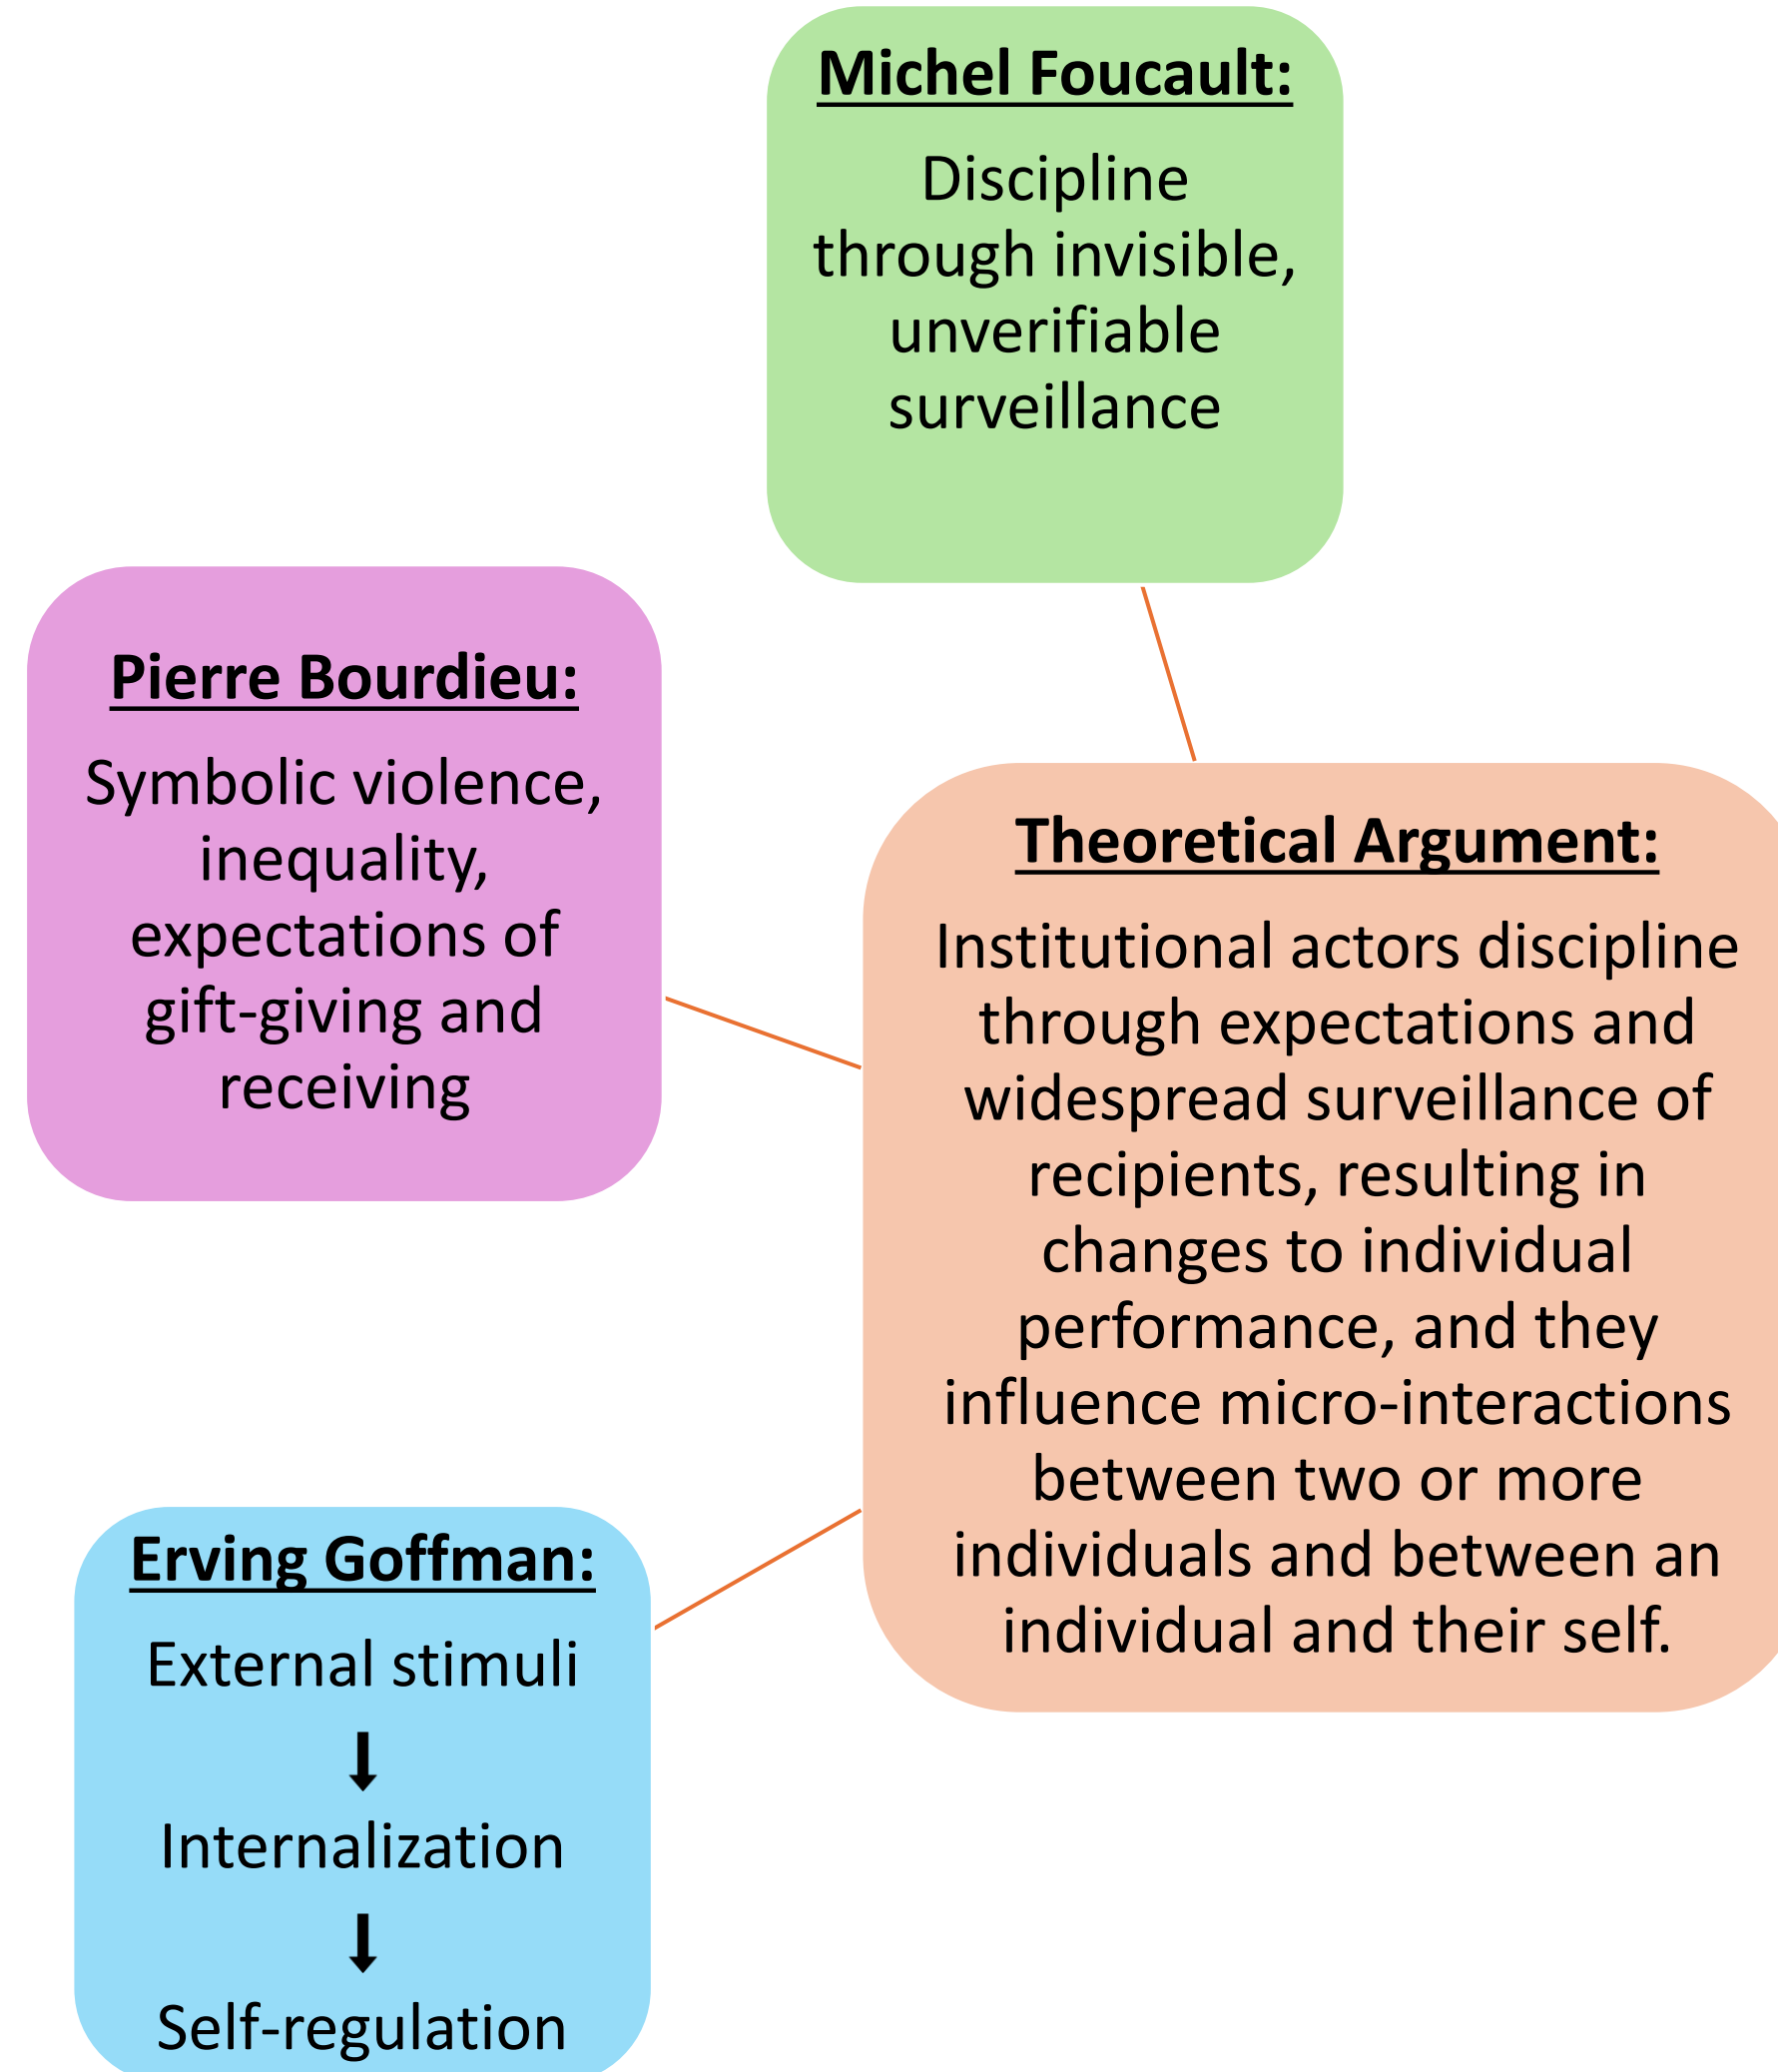 Michel Foucault:
Discipline
through invisible,
unverifiable
surveillance
Pierre Bourdieu:
Symbolic violence,
inequality,
expectations of
gift-giving and
receiving
Theoretical Argument:
Institutional actors discipline
through expectations and
widespread surveillance of
recipients, resulting in
changes to individual
performance, and they
influence micro-interactions
between two or more
individuals and between an
individual and their self.
Erving Goffman:
External stimuli
Internalization
Self-regulation